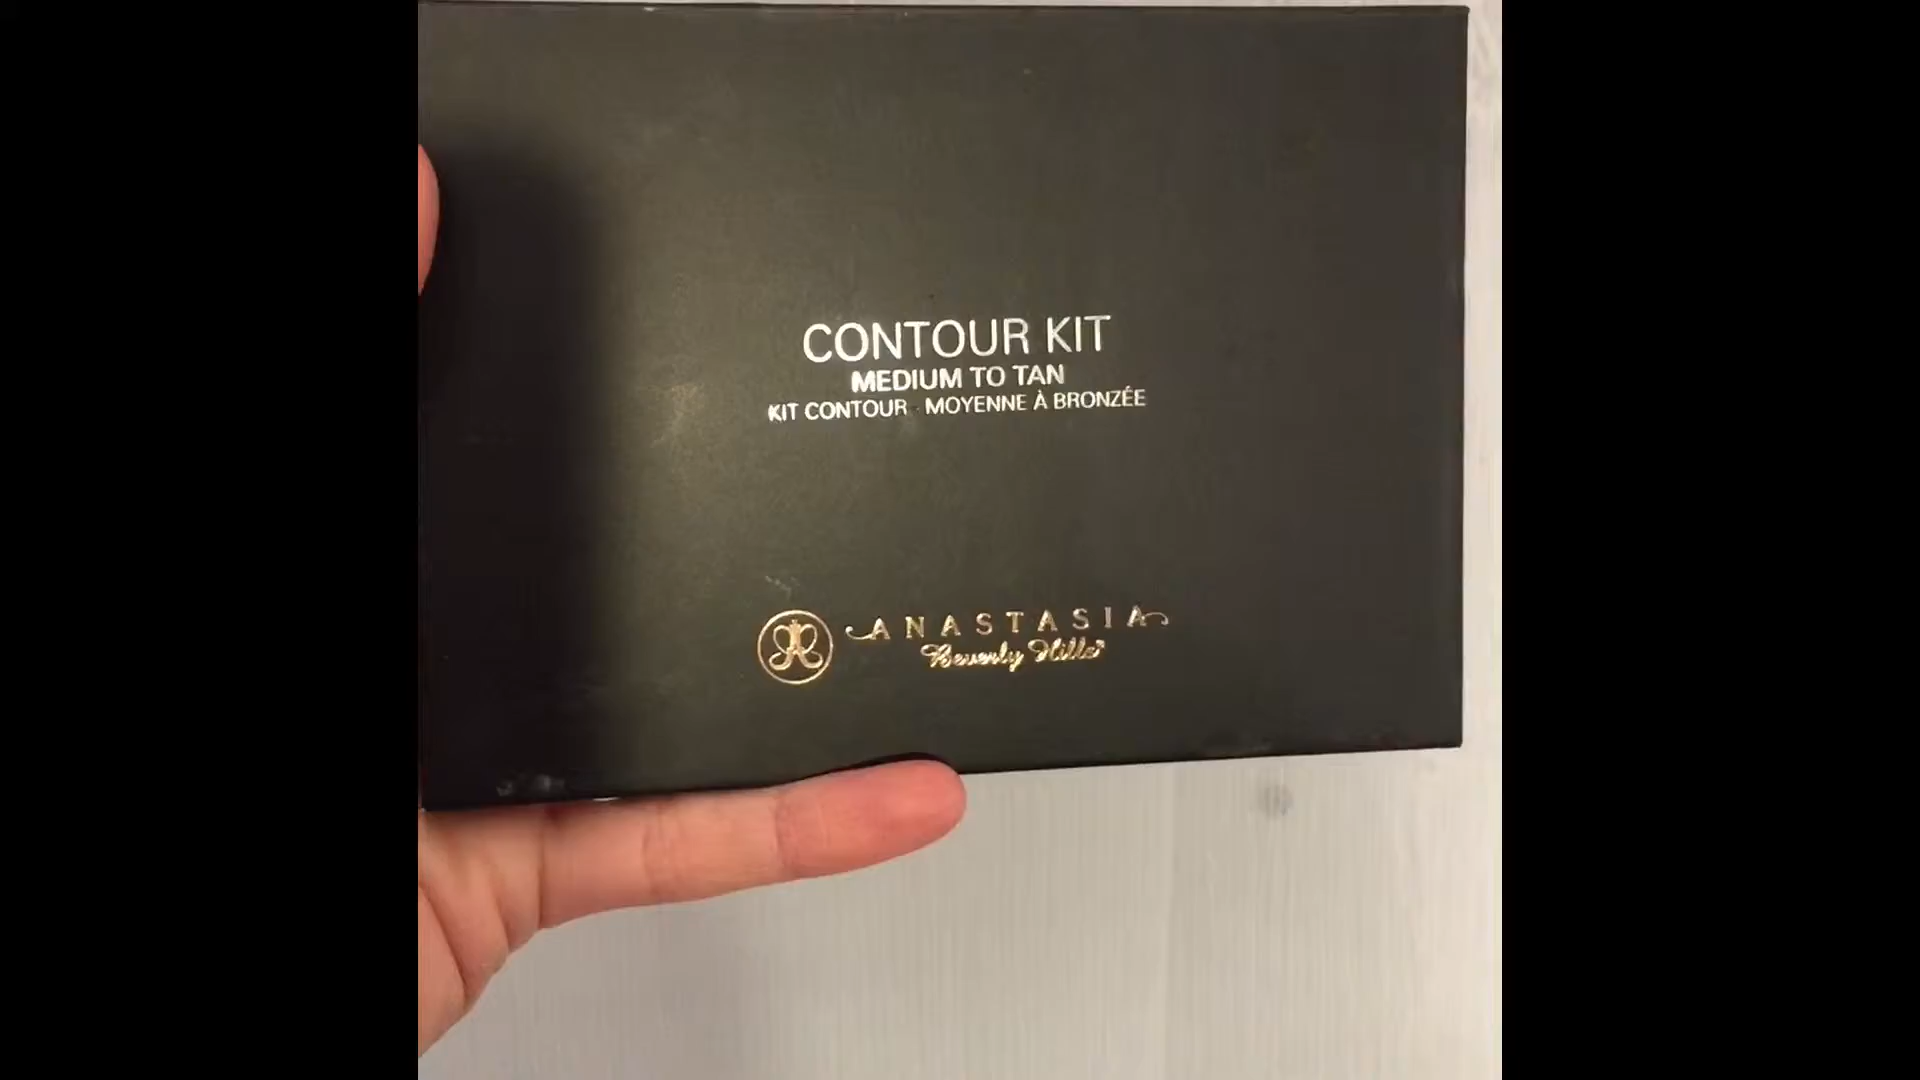 CONTOUR KIT
MEDIUM TO TAN
KIT CONTOUR - MOYENNE À BRONZÉE
ANASTASIA
Beverly Hills